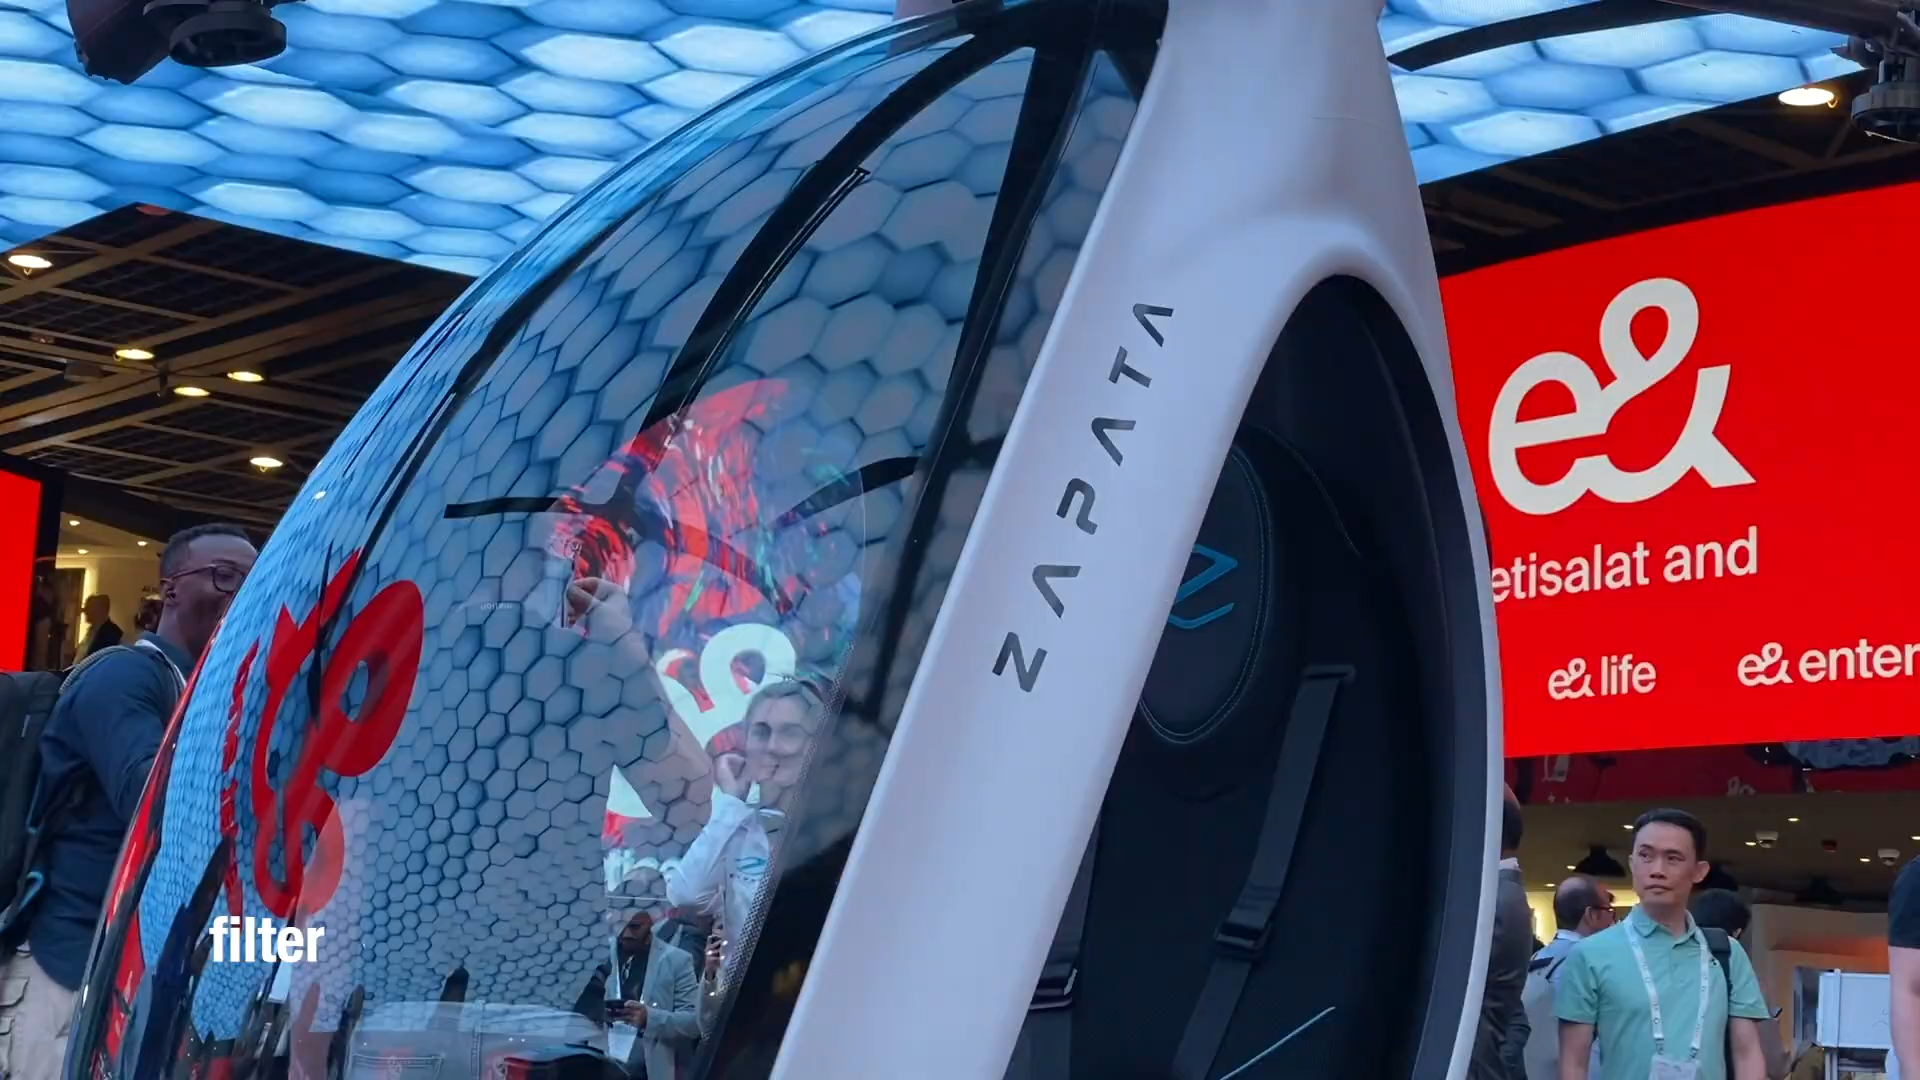 ZAPATA
e&
etisalat and
e& life
e& enter
filter